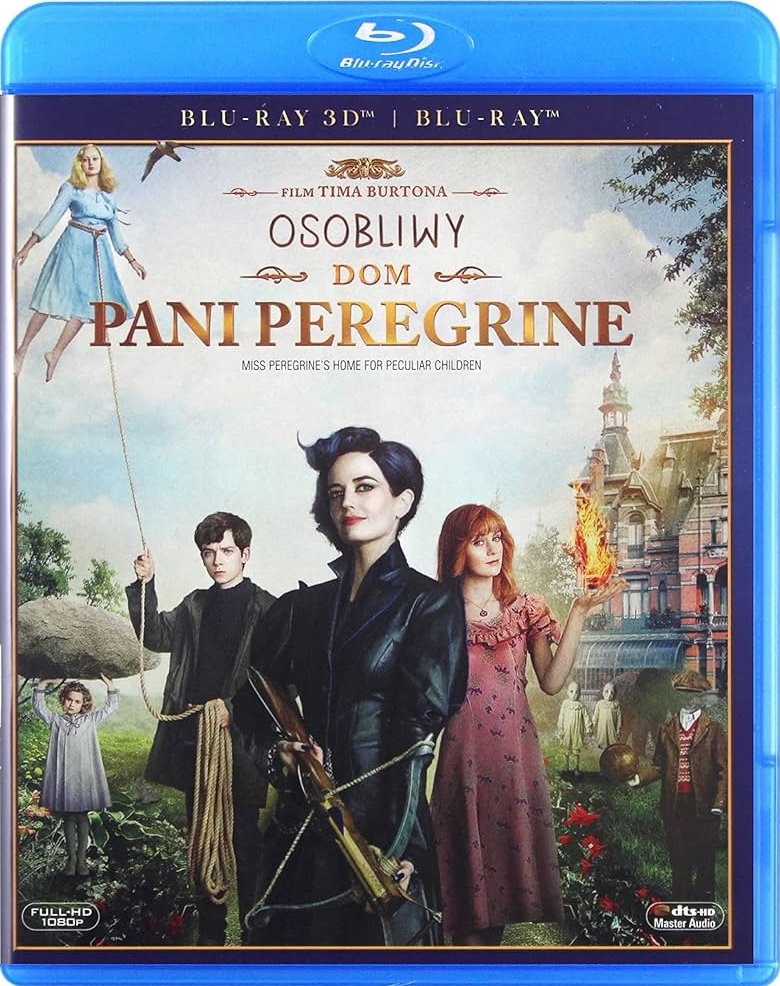 Blu-ray Disc
BLU-RAY 3D™ | BLU-RAY™
FILM TIMA BURTONA
OSOBLIWY
DOM
PANI PEREGRINE
MISS PEREGRINE'S HOME FOR PECULIAR CHILDREN
FULL-HD
1080p
dts-HD
Master Audio